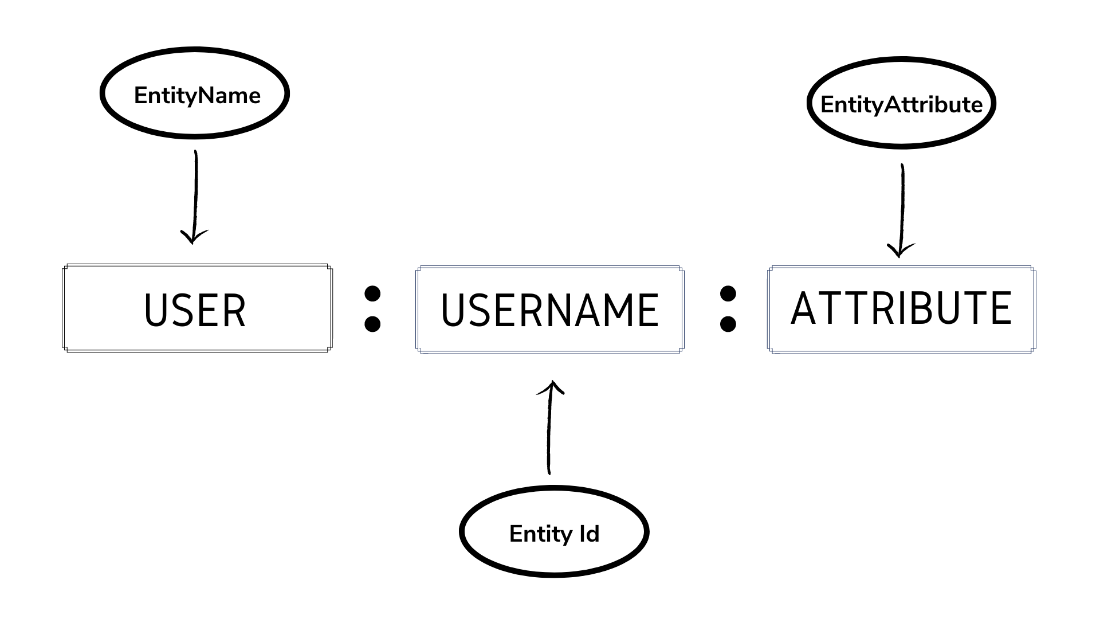 EntityName
EntityAttribute
USER : USERNAME : ATTRIBUTE
Entity Id